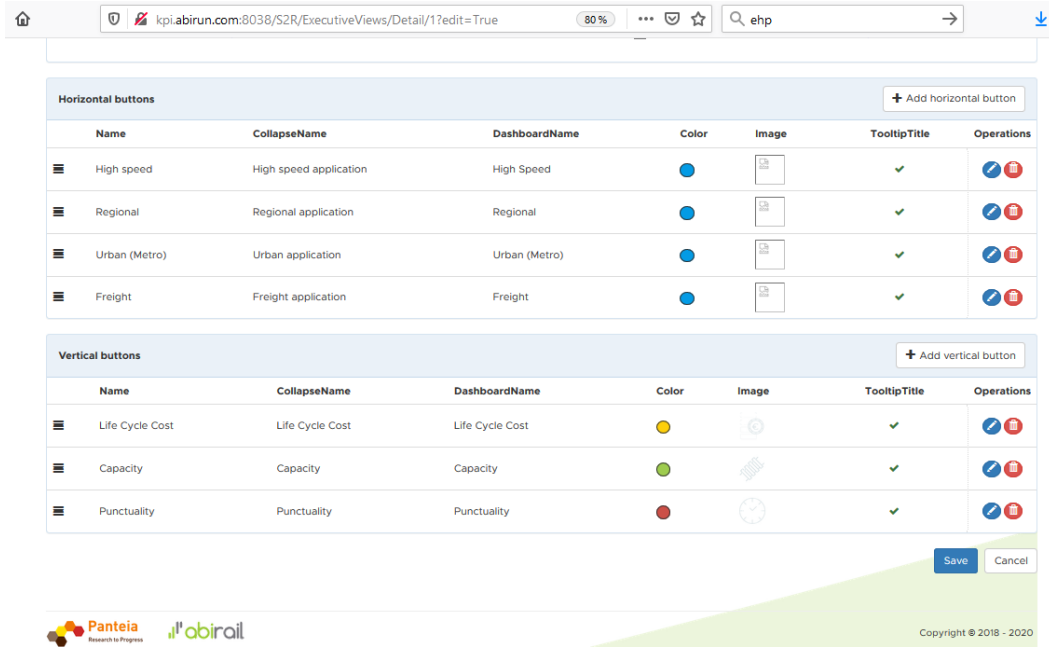 kpi.abirun.com:8038/S2R/ExecutiveViews/Detail/1?edit=True 80% ehp
Horizontal buttons Add horizontal button
Name CollapseName DashboardName Color Image TooltipTitle Operations
High speed High speed application High Speed
Regional Regional application Regional
Urban (Metro) Urban application Urban (Metro)
Freight Freight application Freight
Vertical buttons Add vertical button
Name CollapseName DashboardName Color Image TooltipTitle Operations
Life Cycle Cost Life Cycle Cost Life Cycle Cost
Capacity Capacity Capacity
Punctuality Punctuality Punctuality
Save Cancel
Panteia
Research to Progress
abirail
Copyright © 2018 - 2020